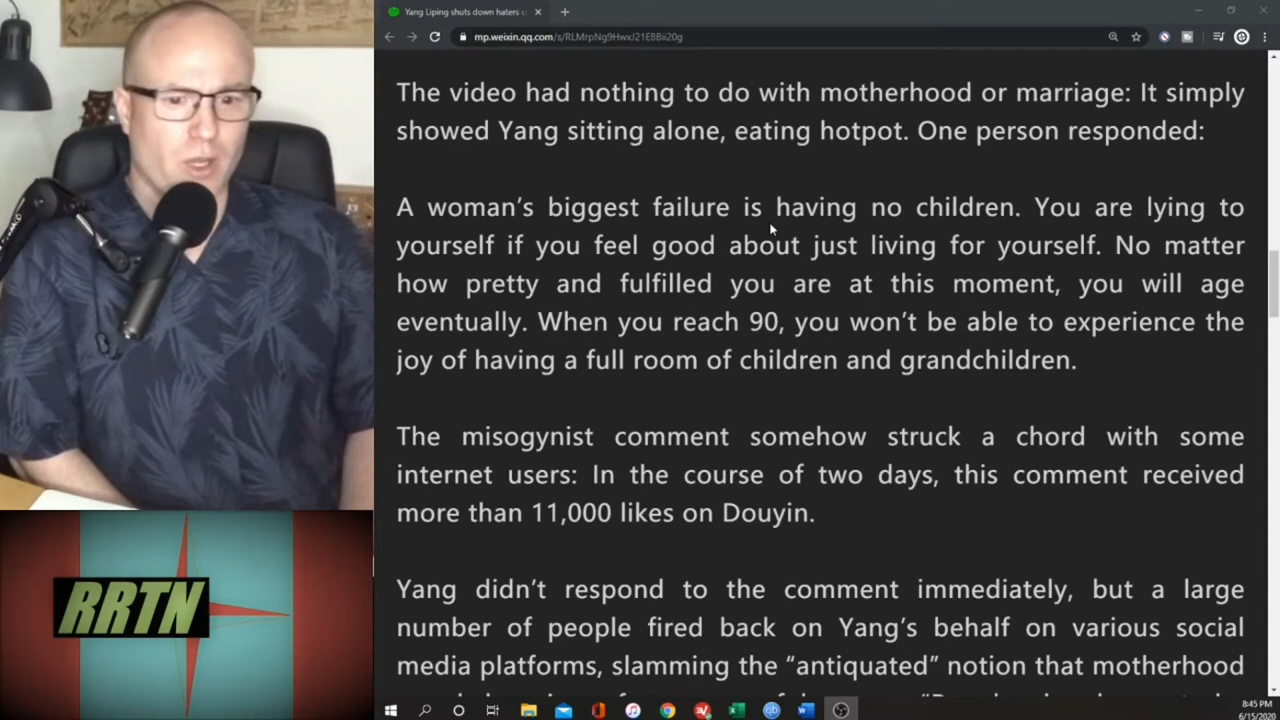 Yang Liping shuts down haters c
mp.weixin.qq.com/s/RLMrpNg9HwxJ21E8Bii20g
The video had nothing to do with motherhood or marriage: It simply
showed Yang sitting alone, eating hotpot. One person responded:
A woman's biggest failure is having no children. You are lying to
yourself if you feel good about just living for yourself. No matter
how pretty and fulfilled you are at this moment, you will age
eventually. When you reach 90, you won't be able to experience the
joy of having a full room of children and grandchildren.
The misogynist comment somehow struck a chord with some
internet users: In the course of two days, this comment received
more than 11,000 likes on Douyin.
Yang didn't respond to the comment immediately, but a large
number of people fired back on Yang's behalf on various social
media platforms, slamming the "antiquated" notion that motherhood
RRTN
8:45 PM
6/15/2020